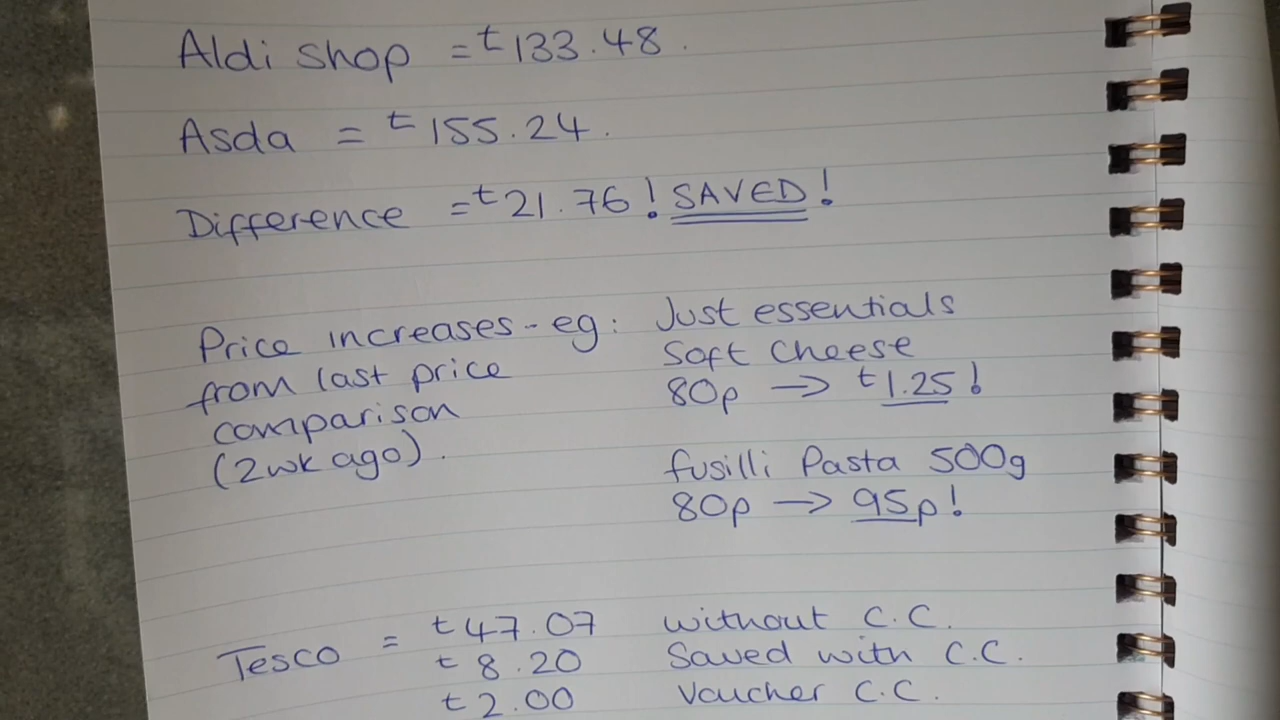 Aldi shop = £133.48.
Asda = £155.24.
Difference = £21.76! SAVED!
Price increases - eg:
from last price
comparison
(2wk ago).
Just essentials
Soft Cheese
80p → £1.25!
fusilli Pasta 500g
80p → 95p!
Tesco = £47.07 without C.C.
£8.20 Saved with C.C.
£2.00 Voucher C.C.